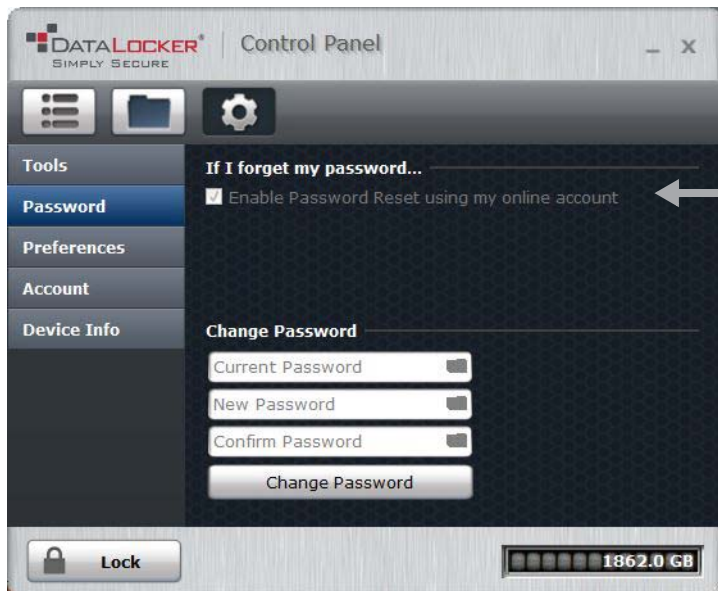 DATALOCKER® Control Panel
SIMPLY SECURE
Tools
Password
Preferences
Account
Device Info
If I forget my password...
Enable Password Reset using my online account
Change Password
Current Password
New Password
Confirm Password
Change Password
Lock
1862.0 GB